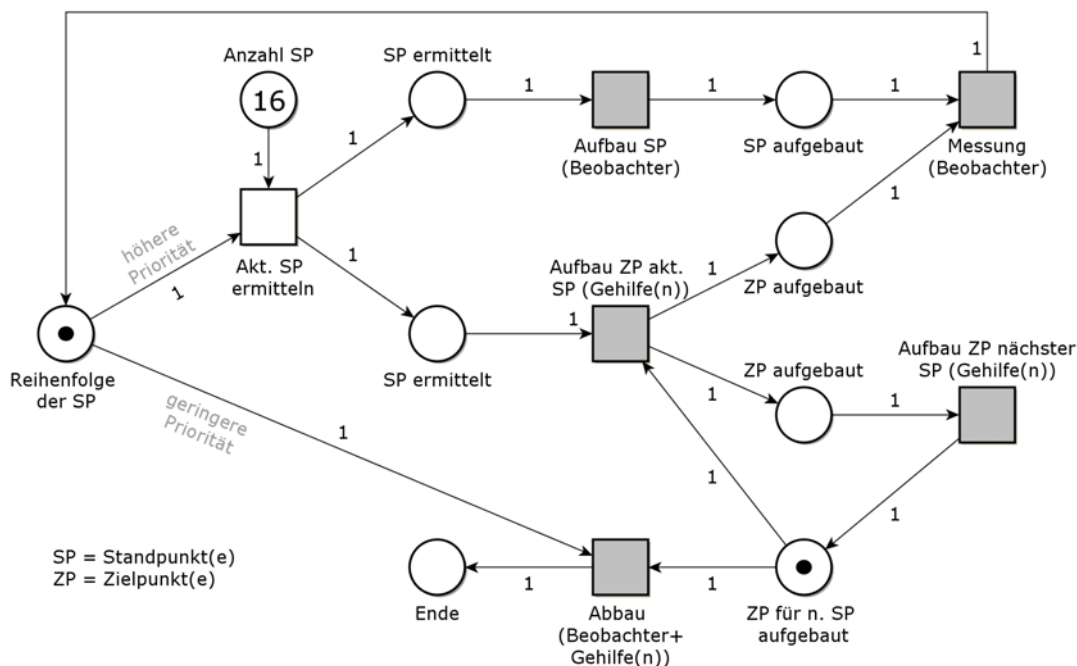 1
Anzahl SP
16
SP ermittelt
1
Aufbau SP
(Beobachter)
1
SP aufgebaut
1
Messung
(Beobachter)
1
1
1
höhere
Priorität
1
Akt. SP
ermitteln
1
SP ermittelt
1
Aufbau ZP akt.
SP (Gehilfe(n))
1
ZP aufgebaut
1
Reihenfolge
der SP
geringere
Priorität
1
1
ZP aufgebaut
1
Aufbau ZP nächster
SP (Gehilfe(n))
1
1
SP = Standpunkt(e)
ZP = Zielpunkt(e)
Ende
1
Abbau
(Beobachter+
Gehilfe(n))
1
ZP für n. SP
aufgebaut